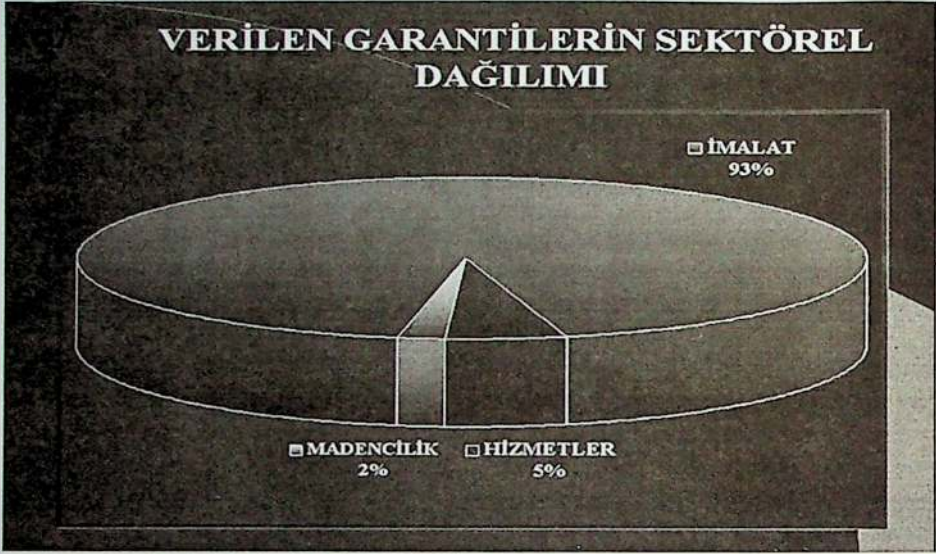 VERİLEN GARANTİLERİN SEKTÖREL
DAĞILIMI
İMALAT
93%
MADENCİLİK
2%
HİZMETLER
5%